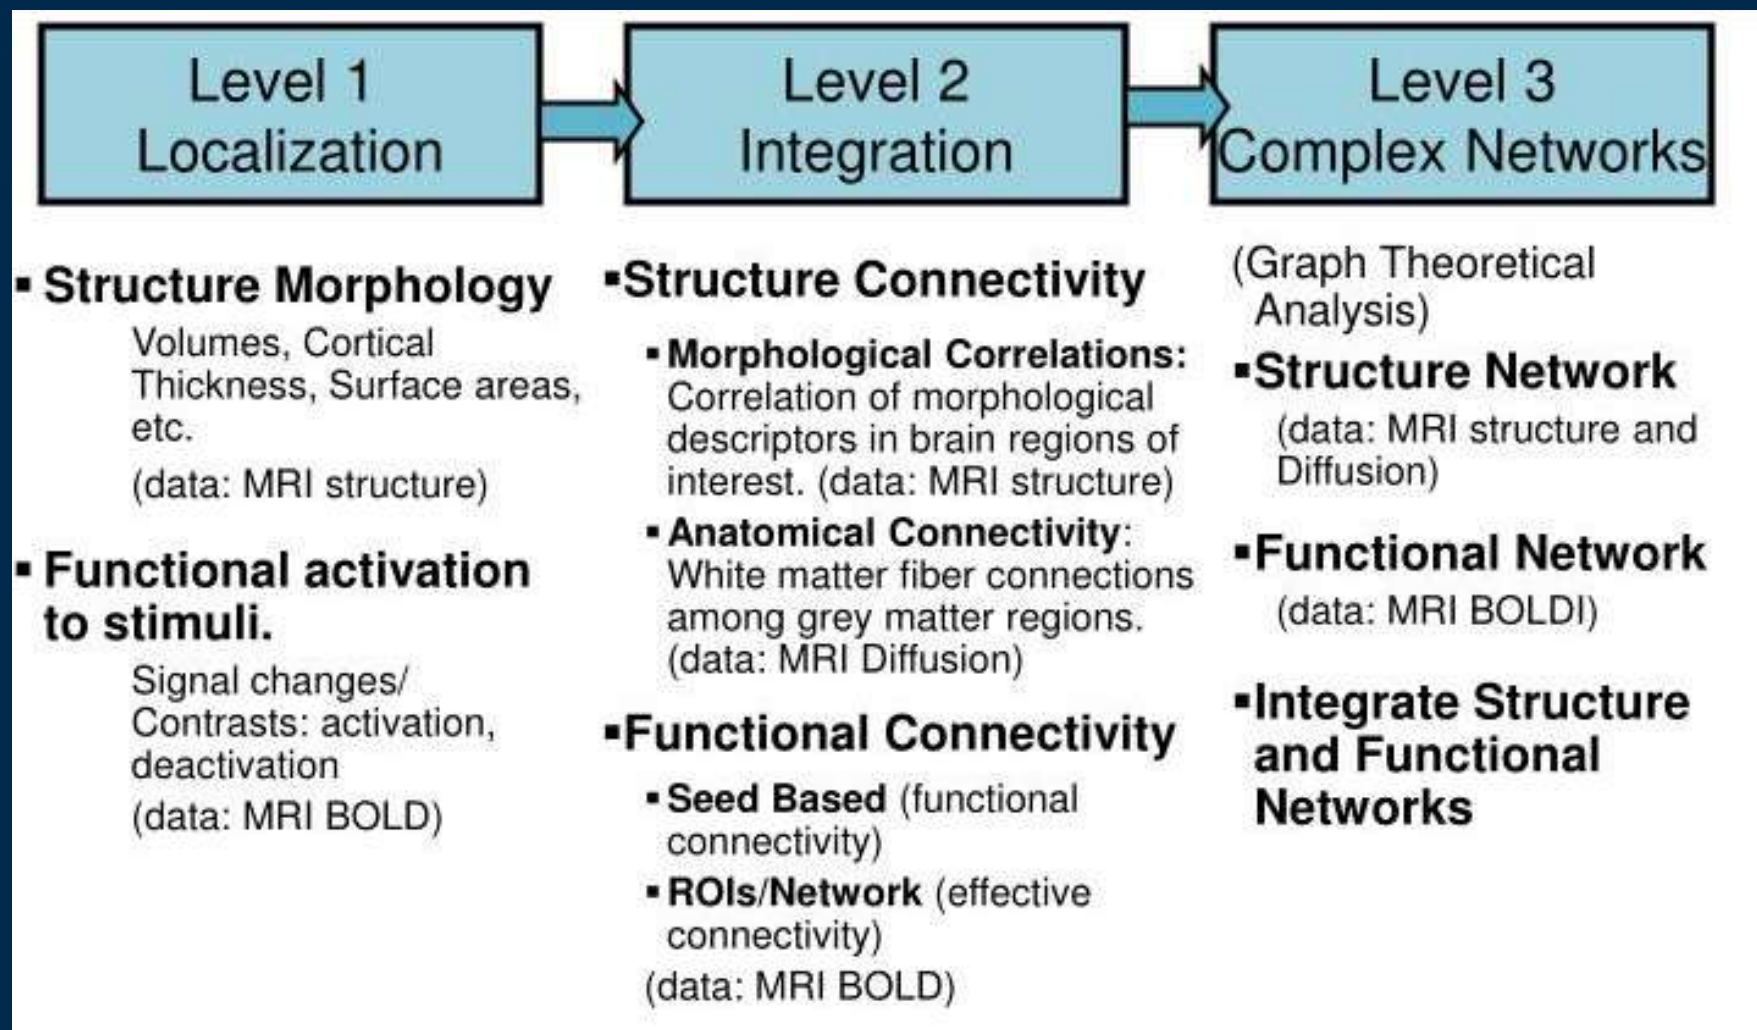 Level 1
Localization
Level 2
Integration
Level 3
Complex Networks
▪ Structure Morphology
Volumes, Cortical
Thickness, Surface areas,
etc.
(data: MRI structure)
▪ Functional activation
to stimuli.
Signal changes/
Contrasts: activation,
deactivation
(data: MRI BOLD)
▪Structure Connectivity
▪Morphological Correlations:
Correlation of morphological
descriptors in brain regions of
interest. (data: MRI structure)
▪Anatomical Connectivity:
White matter fiber connections
among grey matter regions.
(data: MRI Diffusion)
▪Functional Connectivity
▪Seed Based (functional
connectivity)
▪ROIs/Network (effective
connectivity)
(data: MRI BOLD)
(Graph Theoretical
Analysis)
▪Structure Network
(data: MRI structure and
Diffusion)
▪Functional Network
(data: MRI BOLDI)
▪Integrate Structure
and Functional
Networks